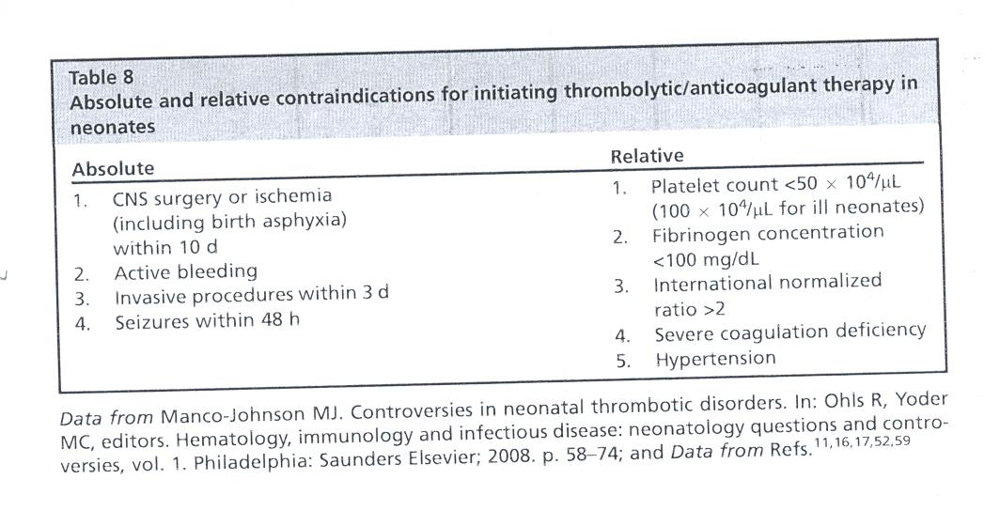 Table 8
Absolute and relative contraindications for initiating thrombolytic/anticoagulant therapy in
neonates
Absolute
1. CNS surgery or ischemia
(including birth asphyxia)
within 10 d
2. Active bleeding
3. Invasive procedures within 3 d
4. Seizures within 48 h
Relative
1. Platelet count <50 × 10⁴/μL
(100 × 10⁴/μL for ill neonates)
2. Fibrinogen concentration
<100 mg/dL
3. International normalized
ratio >2
4. Severe coagulation deficiency
5. Hypertension
Data from Manco-Johnson MJ. Controversies in neonatal thrombotic disorders. In: Ohls R, Yoder
MC, editors. Hematology, immunology and infectious disease: neonatology questions and contro-
versies, vol. 1. Philadelphia: Saunders Elsevier; 2008. p. 58–74; and Data from Refs.¹¹,¹⁶,¹⁷,⁵²,⁵⁹